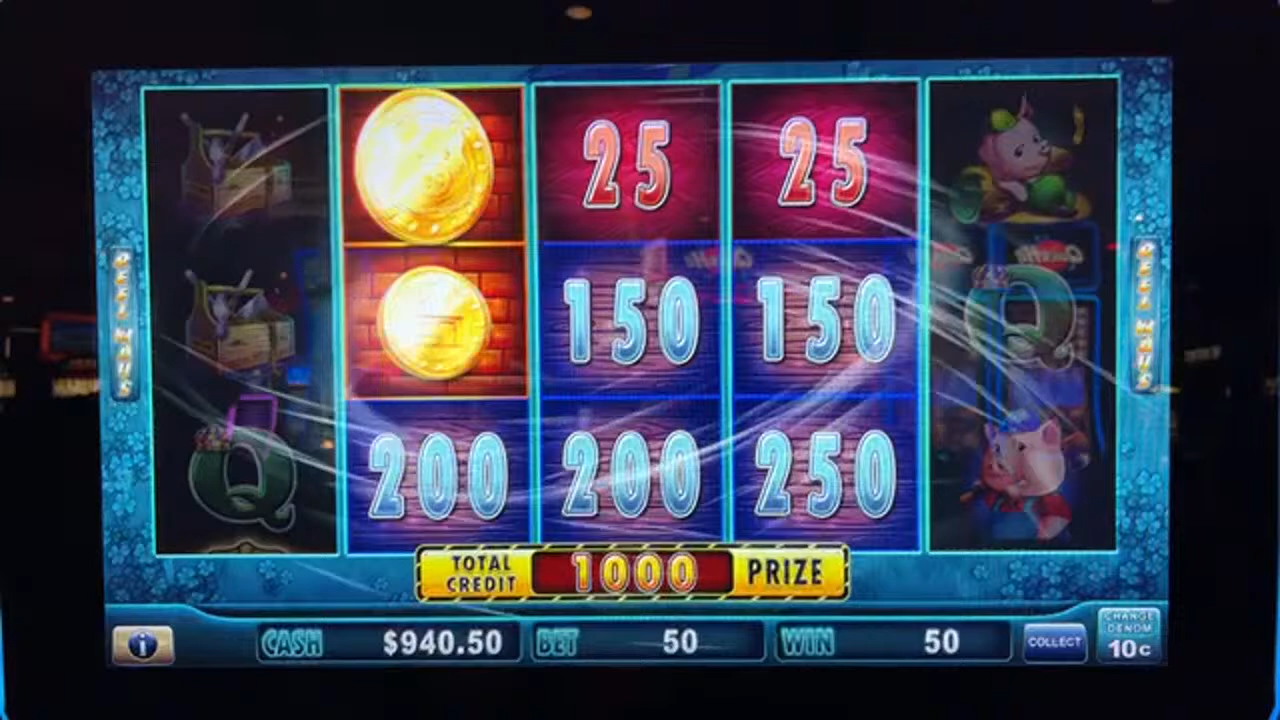 25 25
150 150
Q
200 200 250
Q
TOTAL CREDIT 1000 PRIZE
CASH $940.50 BET 50 WIN 50 COLLECT CHANGE DENOM 10¢